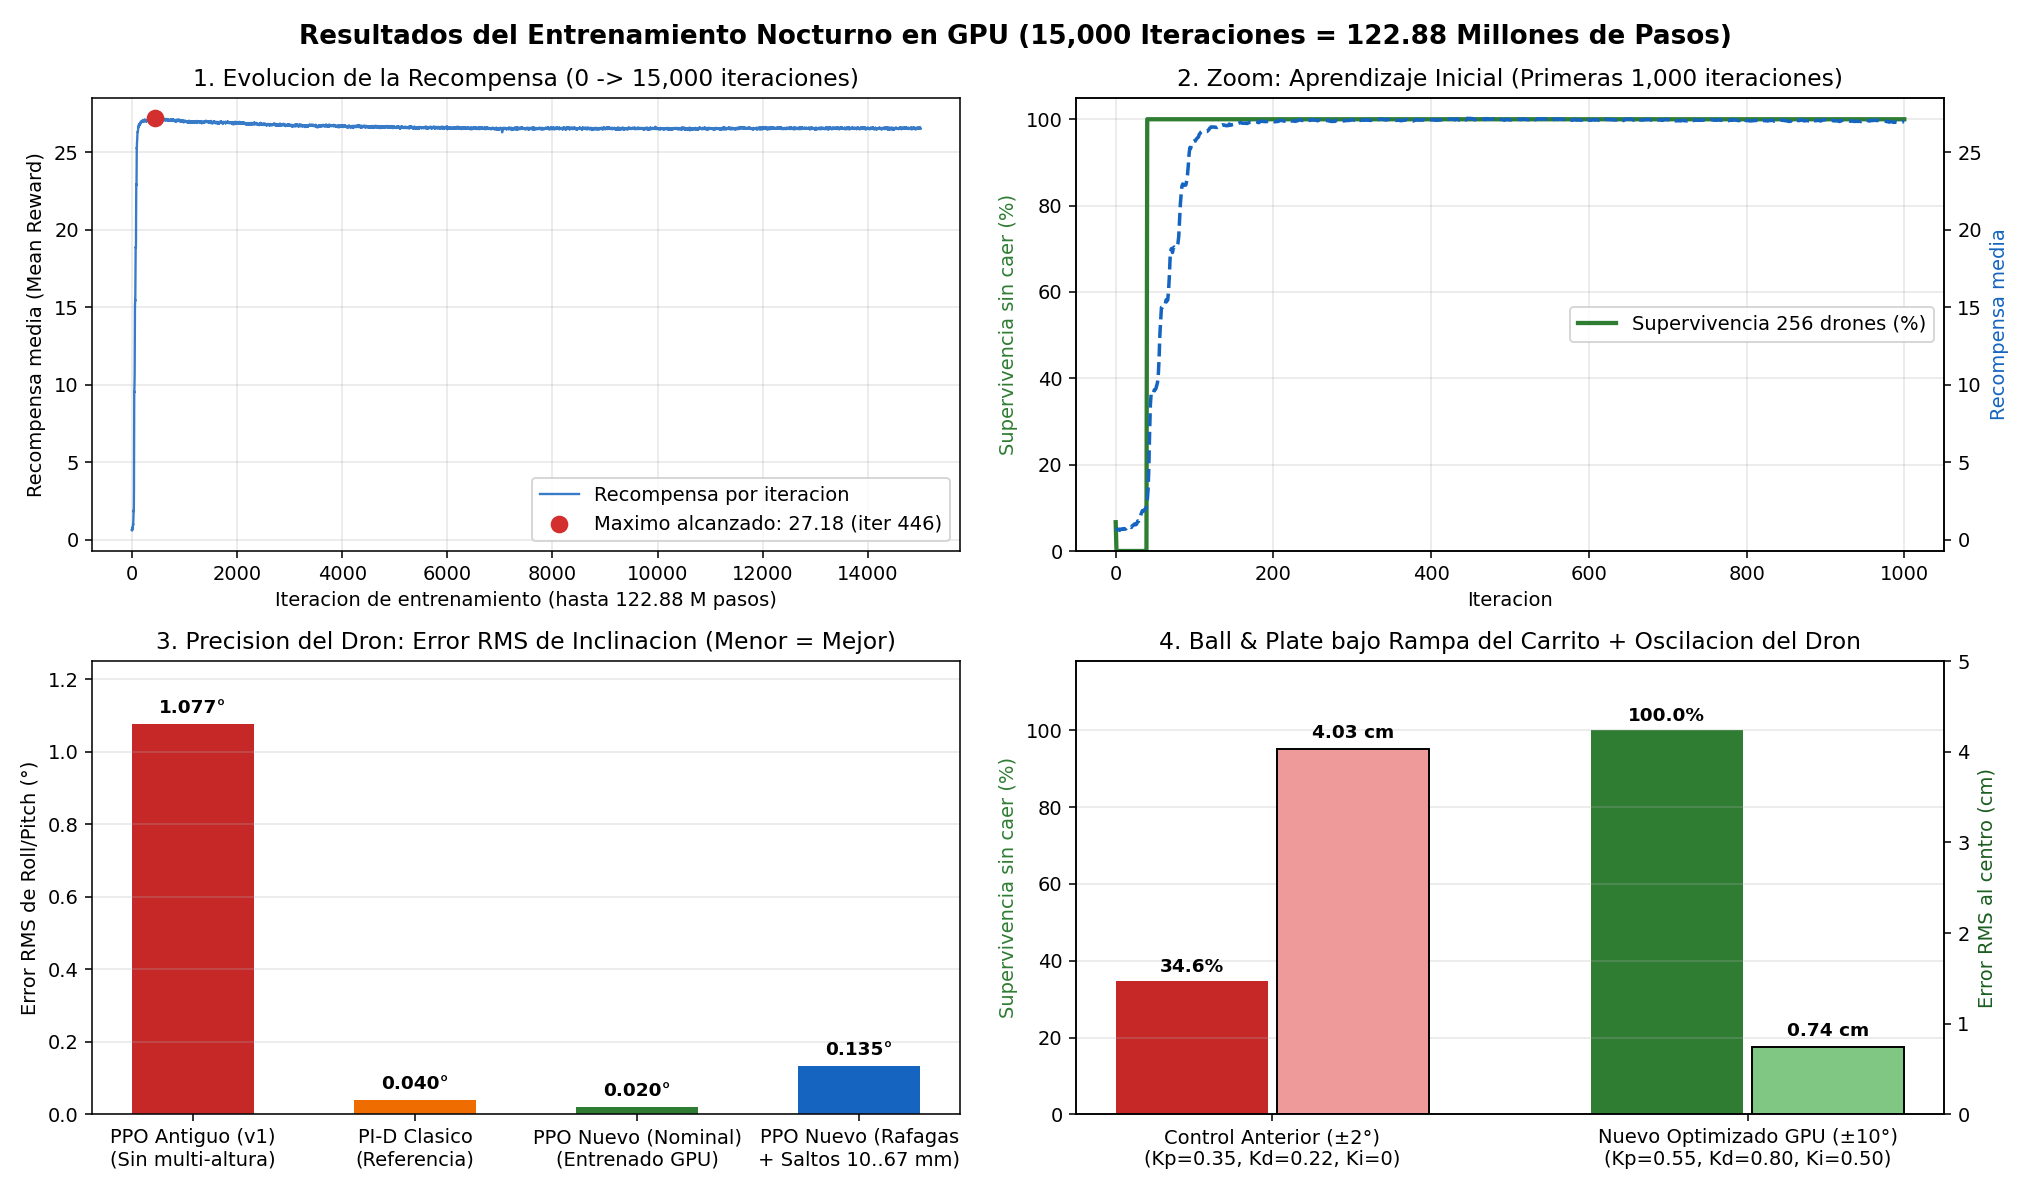 Resultados del Entrenamiento Nocturno en GPU (15,000 Iteraciones = 122.88 Millones de Pasos)
1. Evolucion de la Recompensa (0 -> 15,000 iteraciones)
Recompensa media (Mean Reward)
25
20
15
10
5
0
Recompensa por iteracion
Maximo alcanzado: 27.18 (iter 446)
0 2000 4000 6000 8000 10000 12000 14000
Iteracion de entrenamiento (hasta 122.88 M pasos)
2. Zoom: Aprendizaje Inicial (Primeras 1,000 iteraciones)
Supervivencia sin caer (%)
100
80
60
40
20
0
Supervivencia 256 drones (%)
25
20
15
10
5
0
Recompensa media
0 200 400 600 800 1000
Iteracion
3. Precision del Dron: Error RMS de Inclinacion (Menor = Mejor)
Error RMS de Roll/Pitch (°)
1.2
1.0
0.8
0.6
0.4
0.2
0.0
1.077°
0.040°
0.020°
0.135°
PPO Antiguo (v1)
(Sin multi-altura)
PI-D Clasico
(Referencia)
PPO Nuevo (Nominal)
(Entrenado GPU)
PPO Nuevo (Rafagas
+ Saltos 10..67 mm)
4. Ball & Plate bajo Rampa del Carrito + Oscilacion del Dron
Supervivencia sin caer (%)
100
80
60
40
20
0
34.6%
4.03 cm
100.0%
0.74 cm
5
4
3
2
1
0
Error RMS al centro (cm)
Control Anterior (±2°)
(Kp=0.35, Kd=0.22, Ki=0)
Nuevo Optimizado GPU (±10°)
(Kp=0.55, Kd=0.80, Ki=0.50)